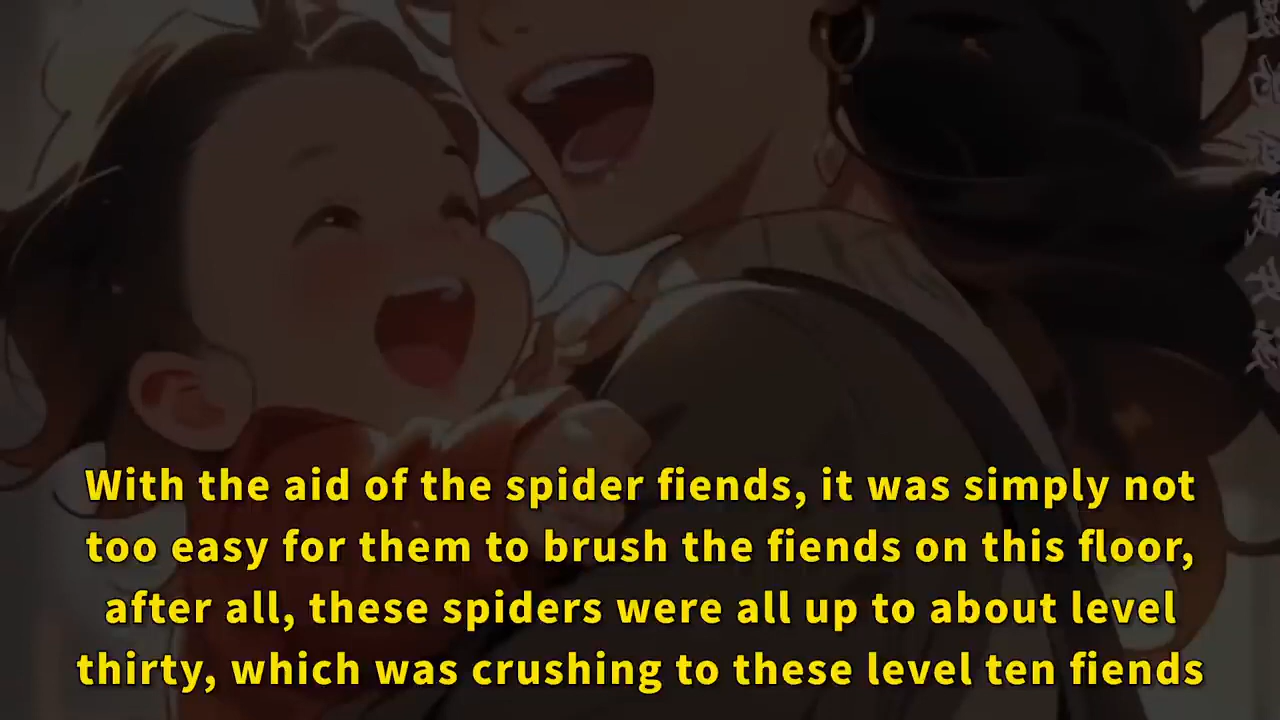 With the aid of the spider fiends, it was simply not
too easy for them to brush the fiends on this floor,
after all, these spiders were all up to about level
thirty, which was crushing to these level ten fiends